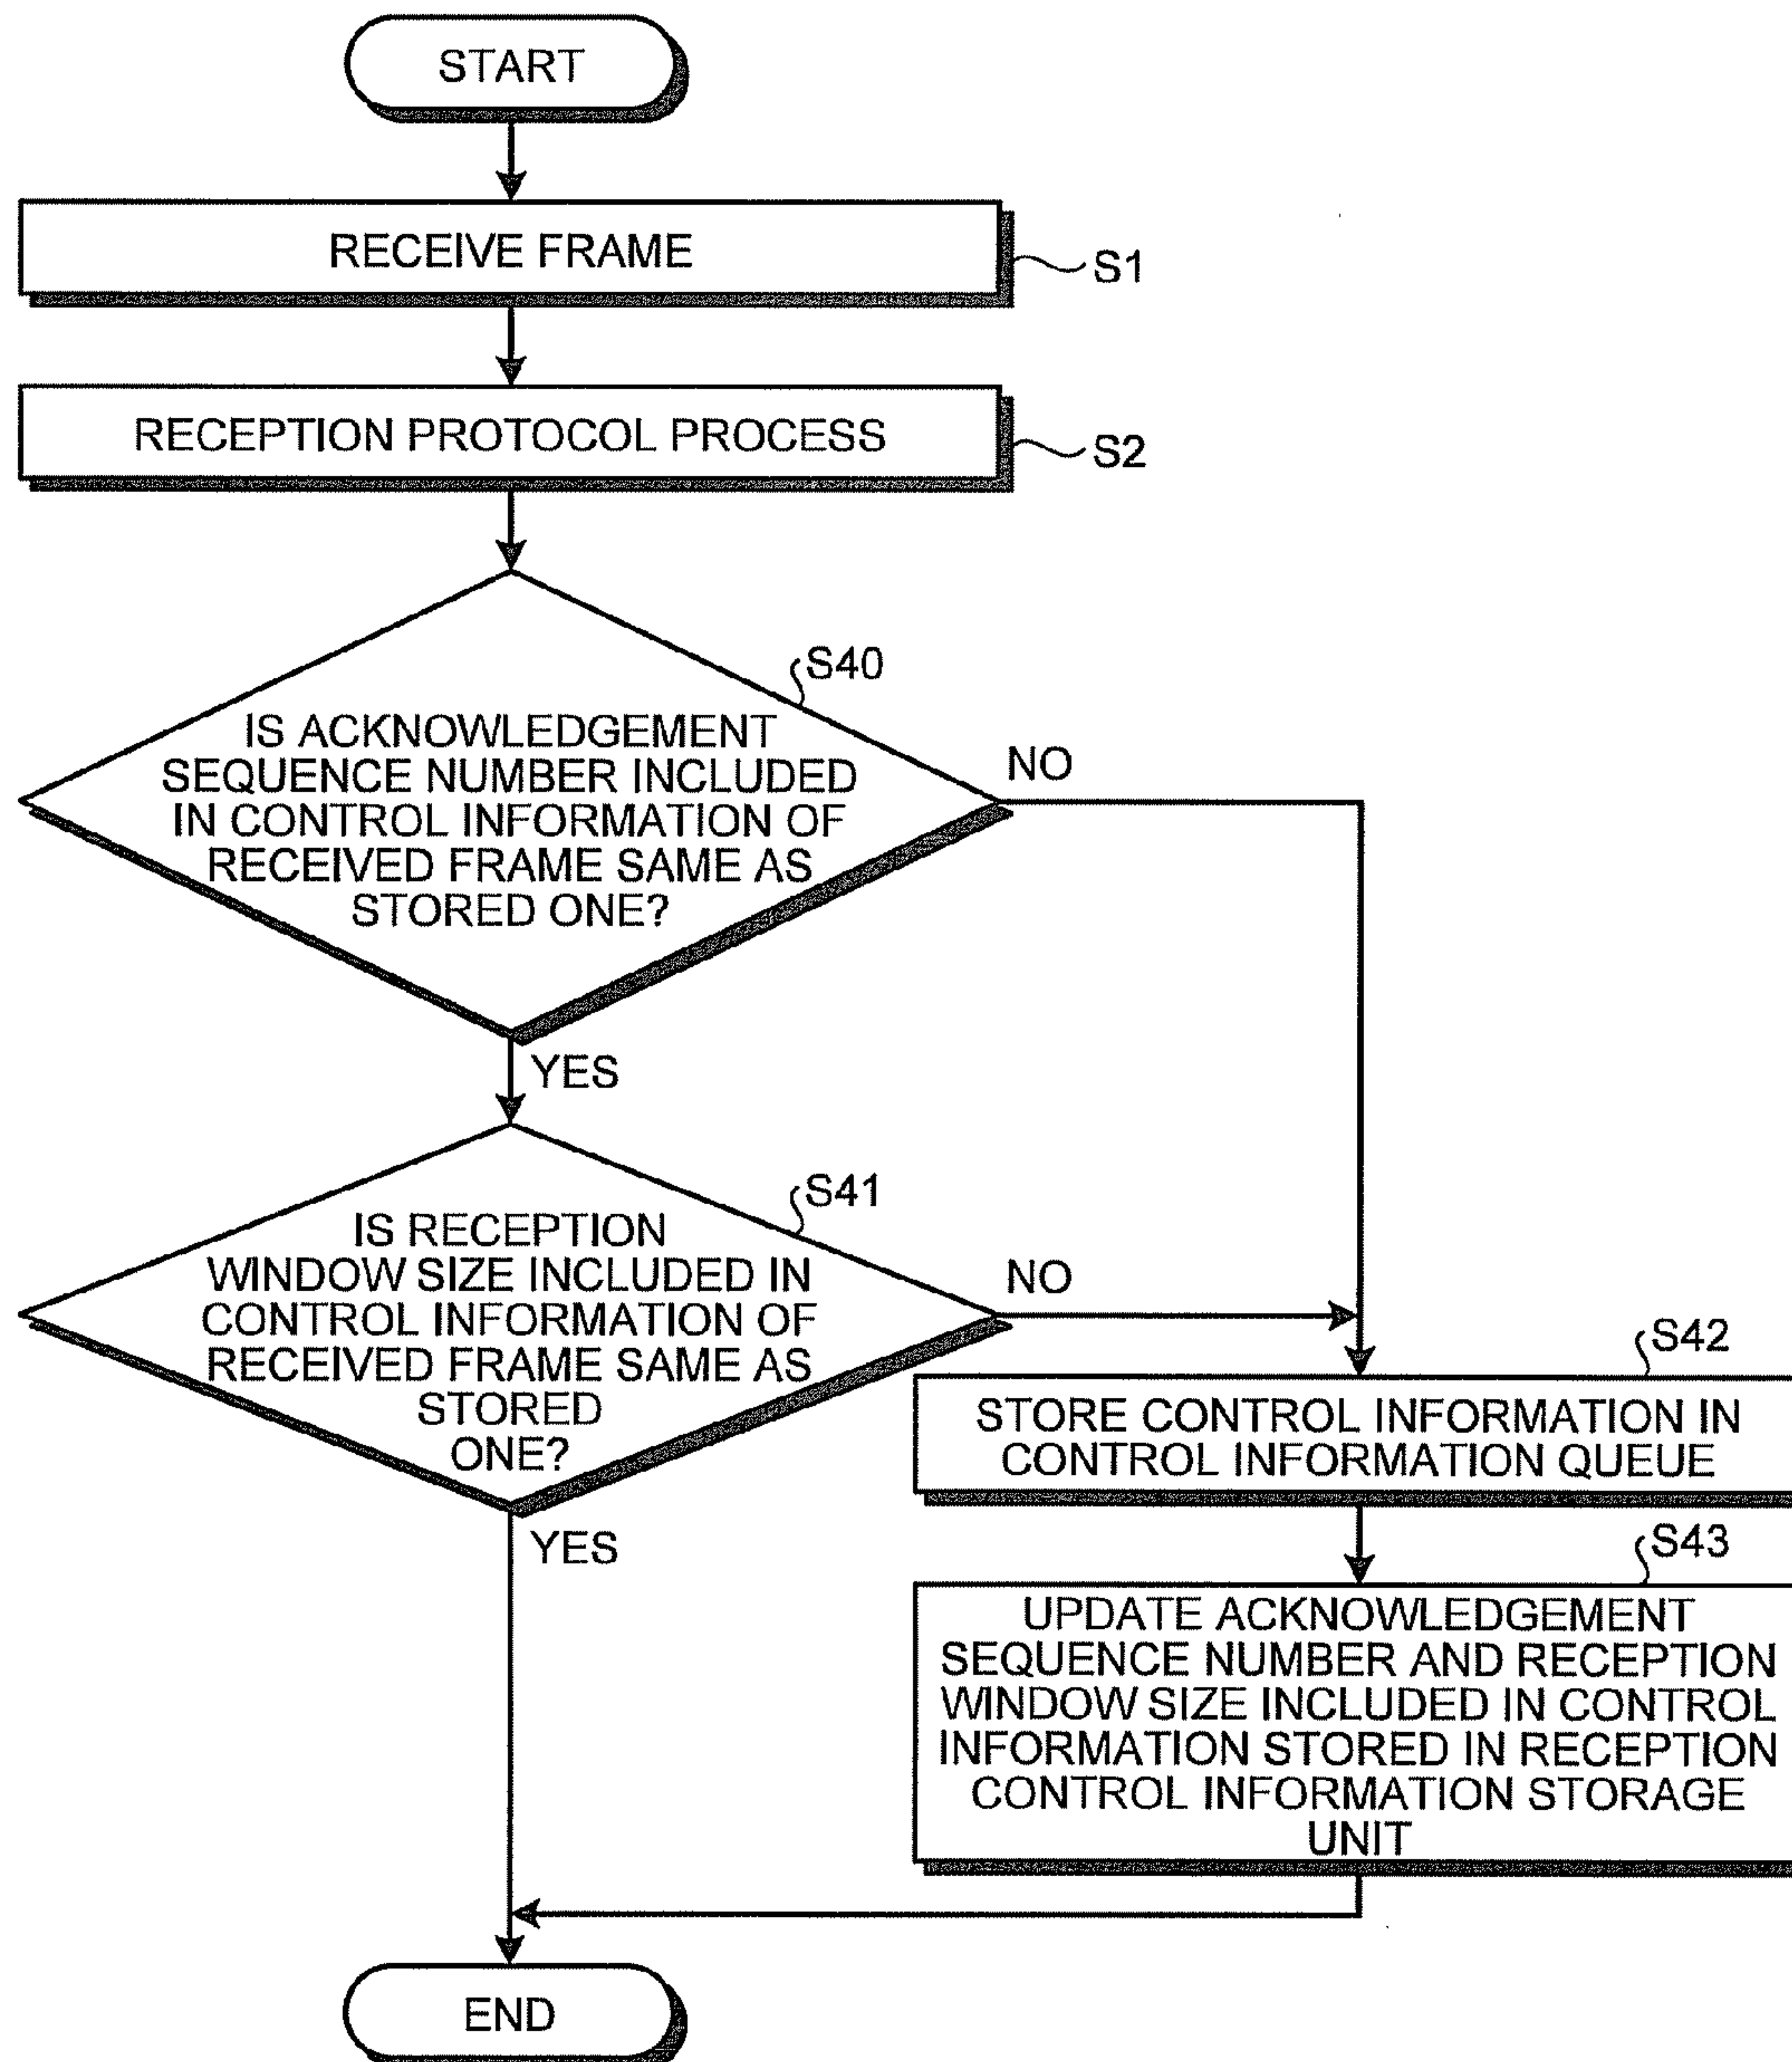 START
RECEIVE FRAME
S1
RECEPTION PROTOCOL PROCESS
S2
S40
IS ACKNOWLEDGEMENT
SEQUENCE NUMBER INCLUDED
IN CONTROL INFORMATION OF
RECEIVED FRAME SAME AS
STORED ONE?
NO
YES
S41
IS RECEPTION
WINDOW SIZE INCLUDED IN
CONTROL INFORMATION OF
RECEIVED FRAME SAME AS
STORED
ONE?
NO
YES
S42
STORE CONTROL INFORMATION IN
CONTROL INFORMATION QUEUE
S43
UPDATE ACKNOWLEDGEMENT
SEQUENCE NUMBER AND RECEPTION
WINDOW SIZE INCLUDED IN CONTROL
INFORMATION STORED IN RECEPTION
CONTROL INFORMATION STORAGE
UNIT
END